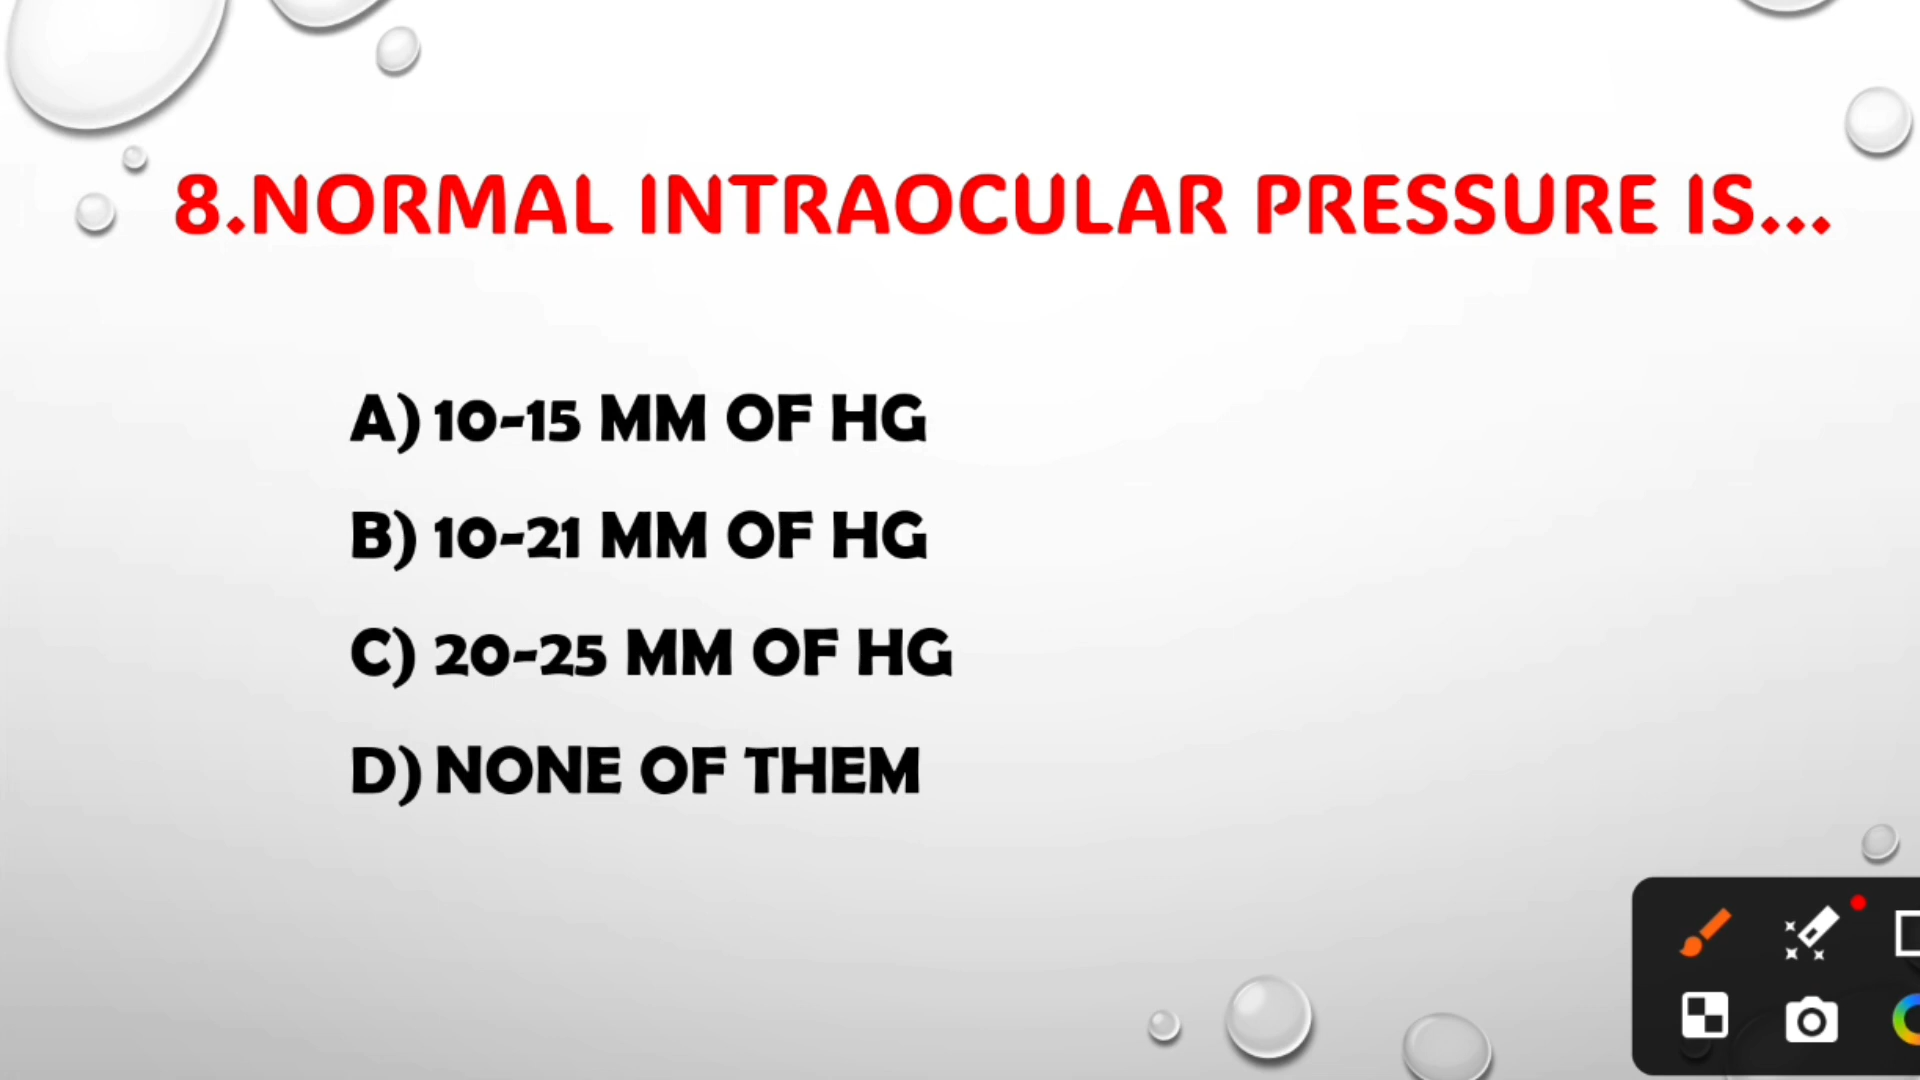 8.NORMAL INTRAOCULAR PRESSURE IS...
A) 10-15 MM OF HG
B) 10-21 MM OF HG
C) 20-25 MM OF HG
D) NONE OF THEM